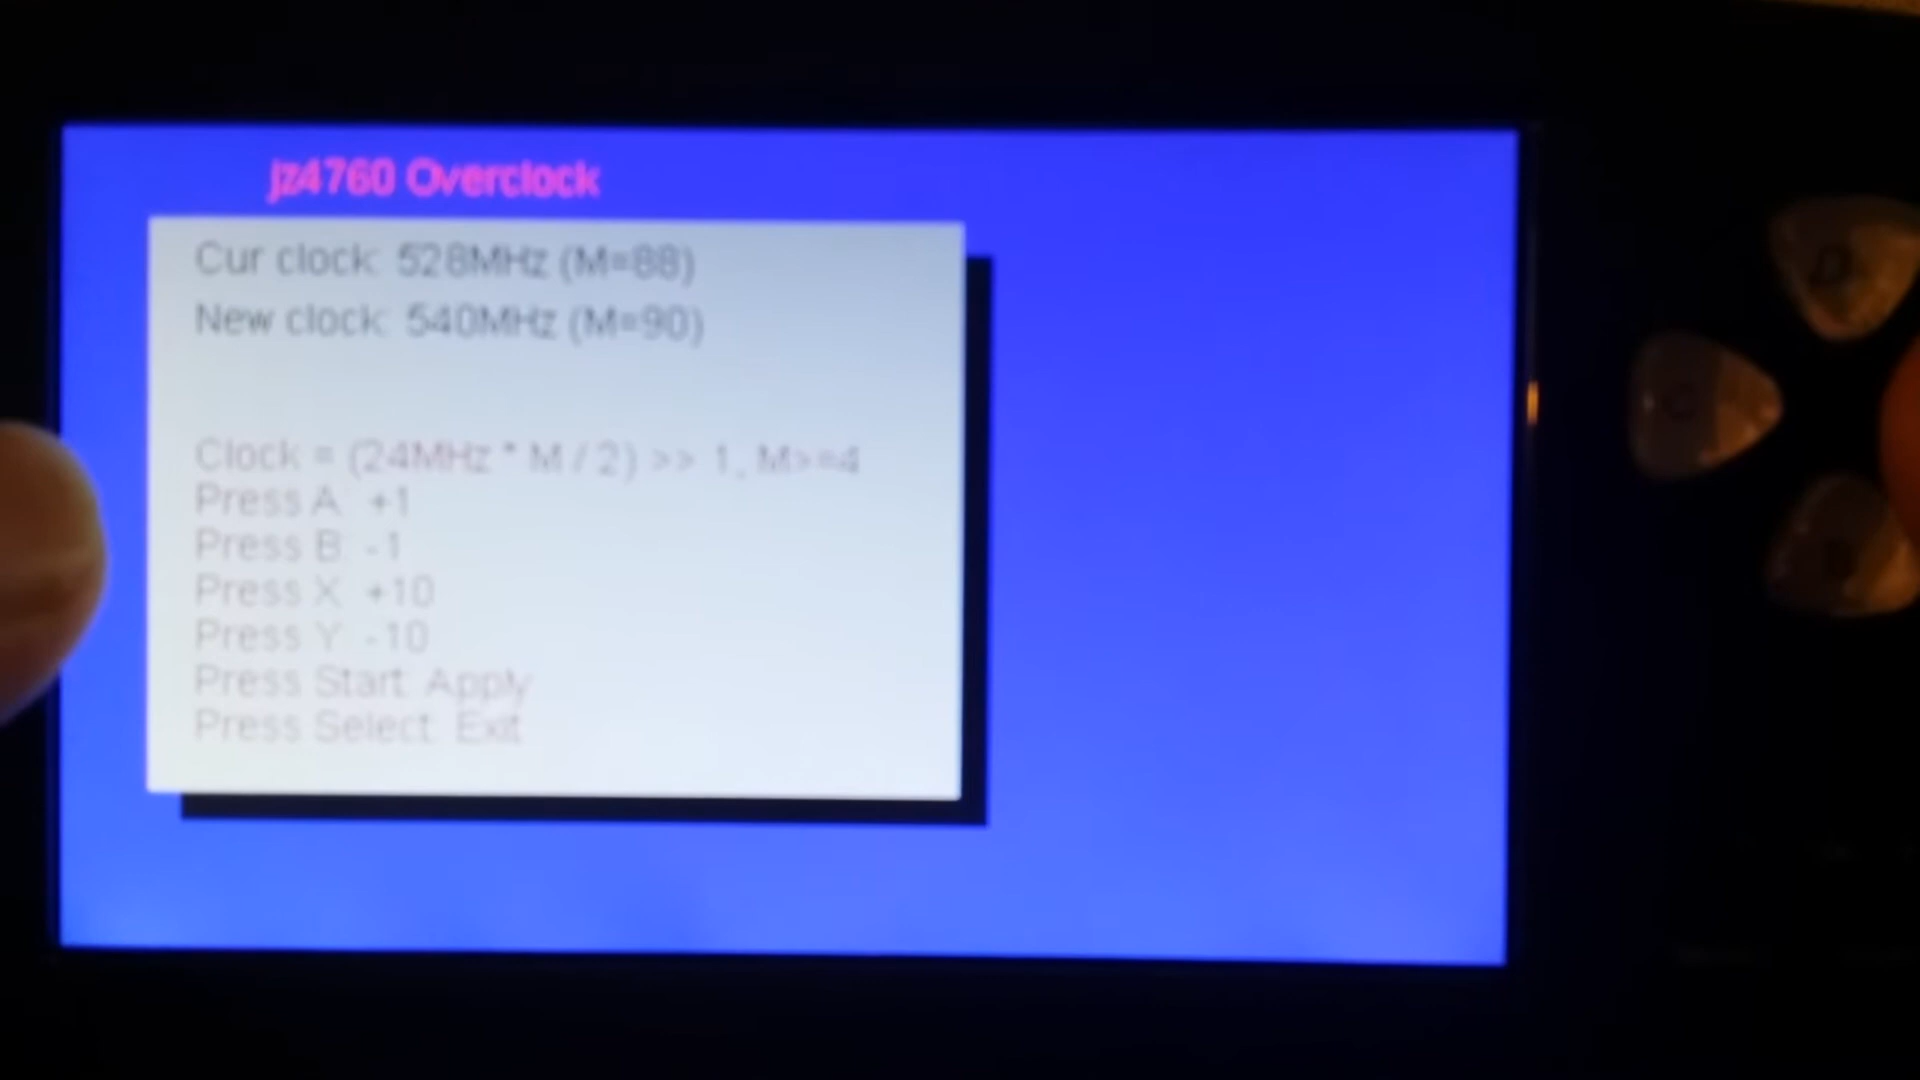 jz4760 Overclock
Cur clock: 528MHz (M=88)
New clock: 540MHz (M=90)
Clock = (24MHz * M / 2) >> 1, M>=4
Press A: +1
Press B: -1
Press X: +10
Press Y: -10
Press Start: Apply
Press Select: Exit